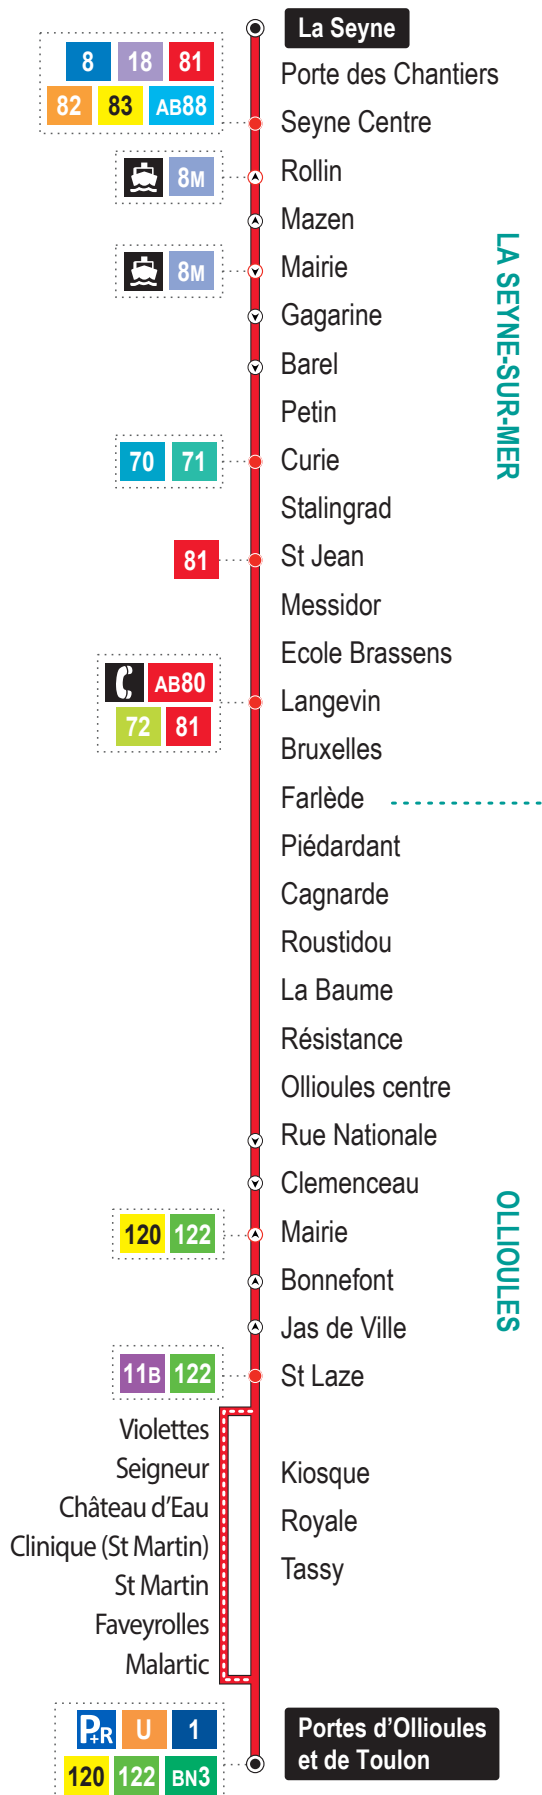 La Seyne
8 18 81
Porte des Chantiers
82 83 AB88
Seyne Centre
Rollin
8M
Mazen
Mairie
8M
Gagarine
Barel
Petin
LA SEYNE-SUR-MER
70 71
Curie
Stalingrad
81
St Jean
Messidor
Ecole Brassens
AB80
72 81
Langevin
Bruxelles
Farlède
Piédardant
Cagnarde
Roustidou
La Baume
Résistance
Ollioules centre
Rue Nationale
Clemenceau
120 122
Mairie
Bonnefont
Jas de Ville
OLLIOULES
11B 122
St Laze
Violettes
Seigneur
Château d'Eau
Clinique (St Martin)
St Martin
Faveyrolles
Malartic
Kiosque
Royale
Tassy
P+R U 1
120 122 BN3
Portes d'Ollioules
et de Toulon